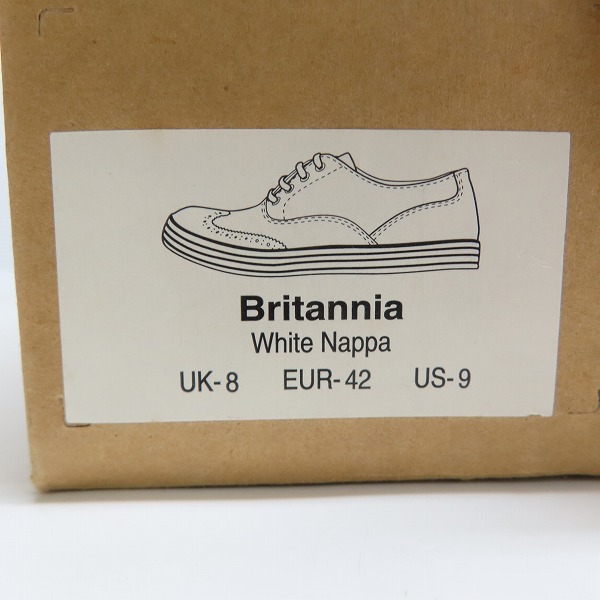 Britannia
White Nappa
UK-8 EUR-42 US-9